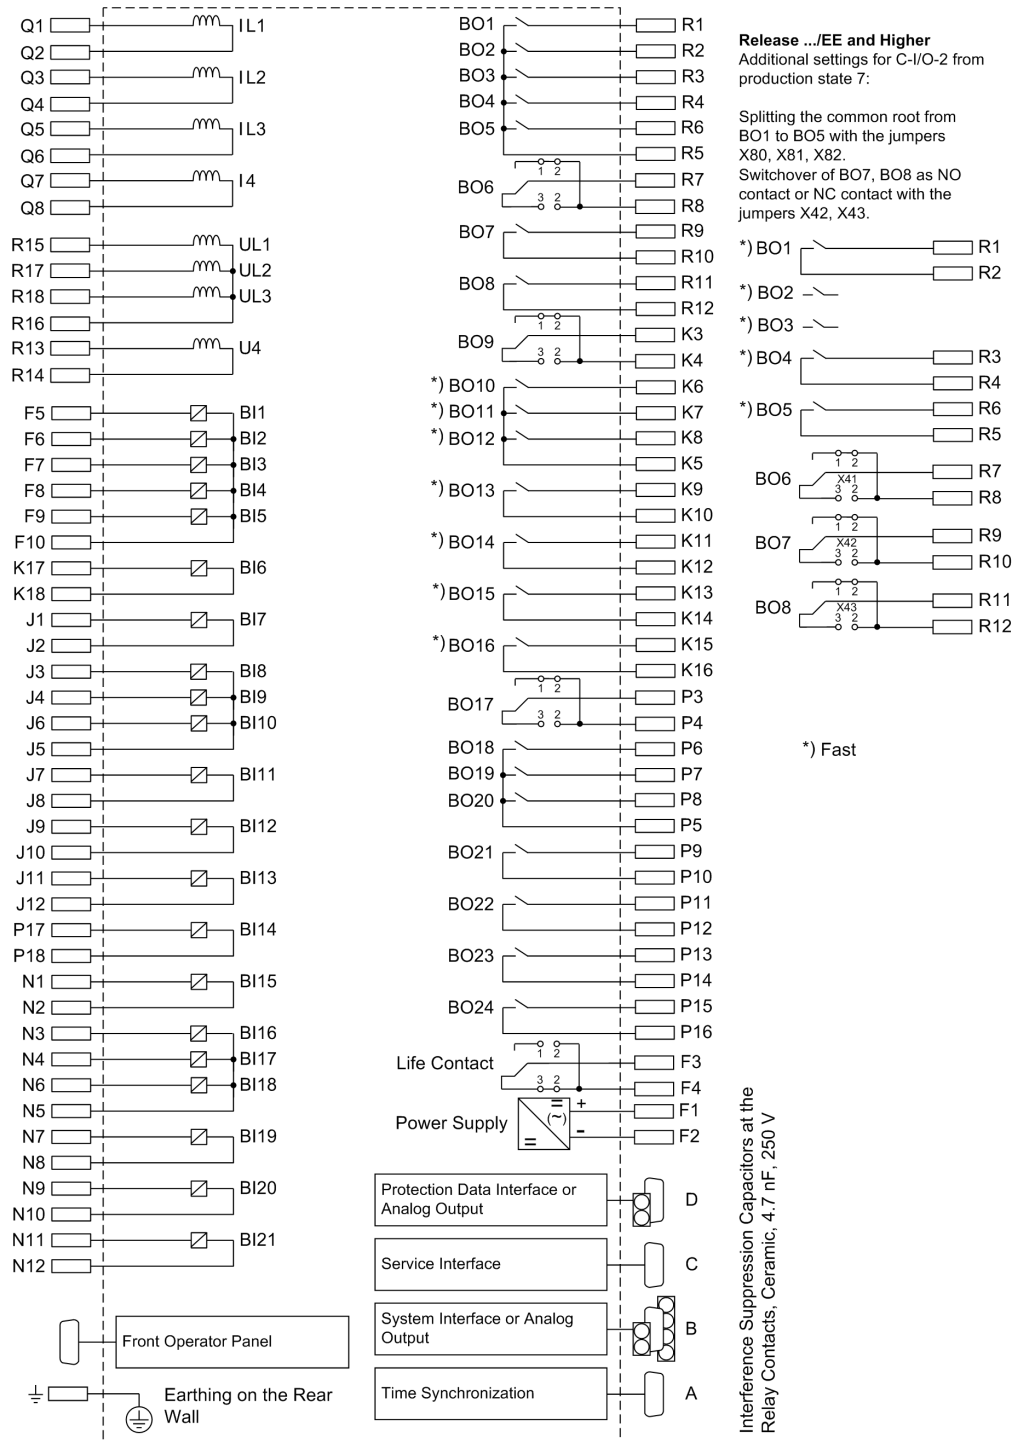 Q1 IL1
Q2
Q3 IL2
Q4
Q5 IL3
Q6
Q7 I4
Q8
R15 UL1
R17 UL2
R18 UL3
R16
R13 U4
R14
F5 BI1
F6 BI2
F7 BI3
F8 BI4
F9 BI5
F10
K17 BI6
K18
J1 BI7
J2
J3 BI8
J4 BI9
J6 BI10
J5
J7 BI11
J8
J9 BI12
J10
J11 BI13
J12
P17 BI14
P18
N1 BI15
N2
N3 BI16
N4 BI17
N6 BI18
N5
N7 BI19
N8
N9 BI20
N10
N11 BI21
N12
Front Operator Panel
Earthing on the Rear
Wall
BO1 R1
BO2 R2
BO3 R3
BO4 R4
BO5 R6
R5
1 2
BO6 R7
3 2 R8
BO7 R9
R10
BO8 R11
R12
1 2
BO9 K3
3 2 K4
*) BO10 K6
*) BO11 K7
*) BO12 K8
K5
*) BO13 K9
K10
*) BO14 K11
K12
*) BO15 K13
K14
*) BO16 K15
K16
1 2
BO17 P3
3 2 P4
BO18 P6
BO19 P7
BO20 P8
P5
BO21 P9
P10
BO22 P11
P12
BO23 P13
P14
BO24 P15
P16
1 2
Life Contact F3
3 2 F4
Power Supply = (~) = + F1
- F2
Protection Data Interface or
Analog Output
D
Service Interface C
System Interface or Analog
Output
B
Time Synchronization A
Release .../EE and Higher
Additional settings for C-I/O-2 from
production state 7:
Splitting the common root from
BO1 to BO5 with the jumpers
X80, X81, X82.
Switchover of BO7, BO8 as NO
contact or NC contact with the
jumpers X42, X43.
*) BO1 R1
R2
*) BO2
*) BO3
*) BO4 R3
R4
*) BO5 R6
R5
1 2
BO6 X41 R7
3 2 R8
1 2
BO7 X42 R9
3 2 R10
1 2
BO8 X43 R11
3 2 R12
*) Fast
Interference Suppression Capacitors at the
Relay Contacts, Ceramic, 4.7 nF, 250 V